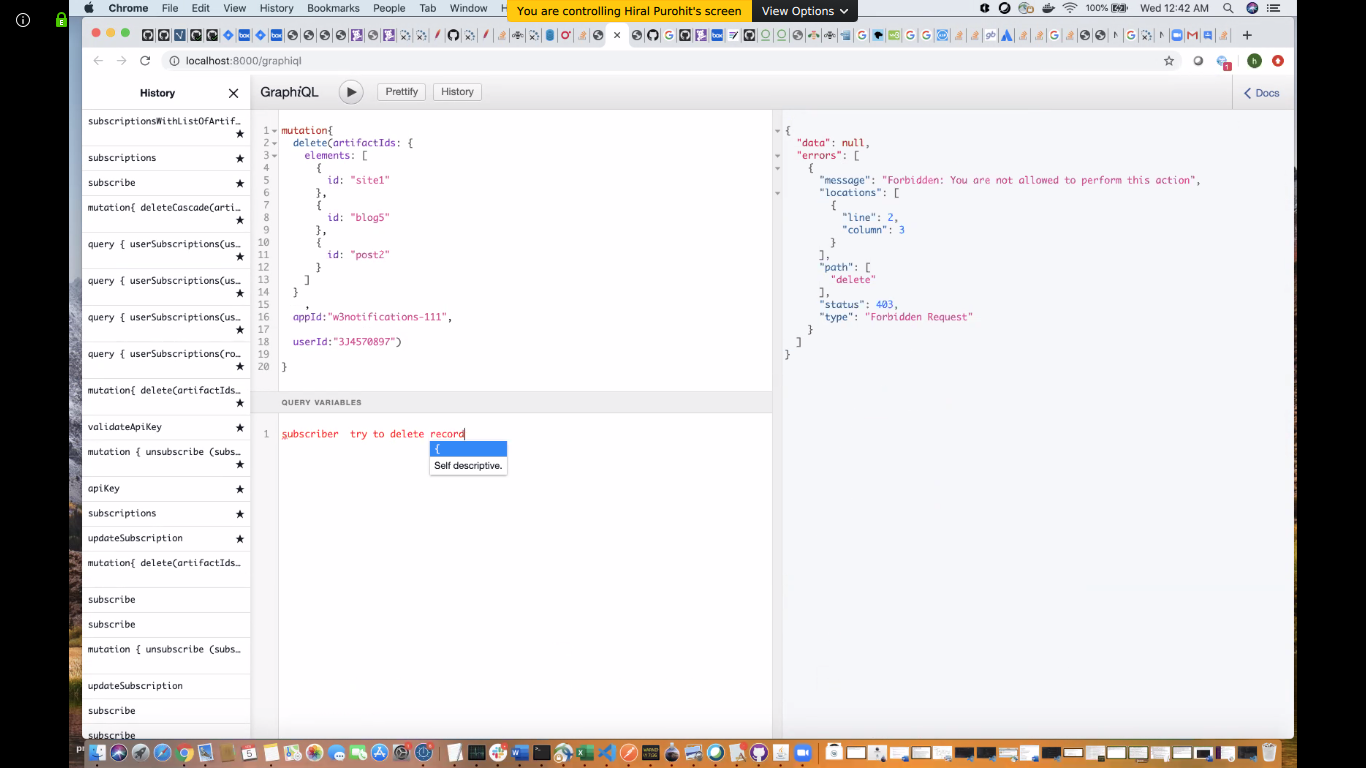 You are controlling Hiral Purohit's screen
View Options
Chrome File Edit View History Bookmarks People Tab Window
100%
Wed 12:42 AM
localhost:8000/graphiql
History
GraphiQL
Prettify
History
Docs
subscriptionsWithListOfArtif…
subscriptions
subscribe
mutation{ deleteCascade(arti…
query { userSubscriptions(us…
query { userSubscriptions(us…
query { userSubscriptions(us…
query { userSubscriptions(ro…
mutation{ delete(artifactIds…
validateApiKey
mutation { unsubscribe (subs…
apiKey
subscriptions
updateSubscription
mutation{ delete(artifactIds…
subscribe
subscribe
mutation { unsubscribe (subs…
updateSubscription
subscribe
subscribe
1 mutation{
2 delete(artifactIds: {
3 elements: [
4 {
5 id: "site1"
6 },
7 {
8 id: "blog5"
9 },
10 {
11 id: "post2"
12 }
13 ]
14 }
15 ,
16 appId:"w3notifications-111",
17
18 userId:"3J4570897")
19
20 }
QUERY VARIABLES
1 subscriber  try to delete record
{
Self descriptive.
{
"data": null,
"errors": [
{
"message": "Forbidden: You are not allowed to perform this action",
"locations": [
{
"line": 2,
"column": 3
}
],
"path": [
"delete"
],
"status": 403,
"type": "Forbidden Request"
}
]
}